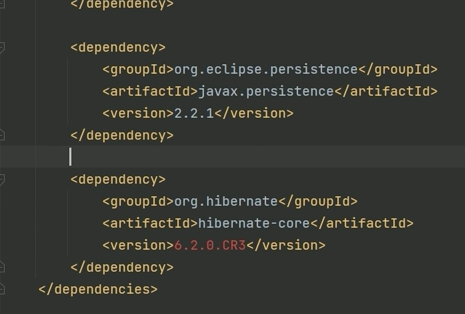 </dependency>
<dependency>
<groupId>org.eclipse.persistence</groupId>
<artifactId>javax.persistence</artifactId>
<version>2.2.1</version>
</dependency>
<dependency>
<groupId>org.hibernate</groupId>
<artifactId>hibernate-core</artifactId>
<version>6.2.0.CR3</version>
</dependency>
</dependencies>